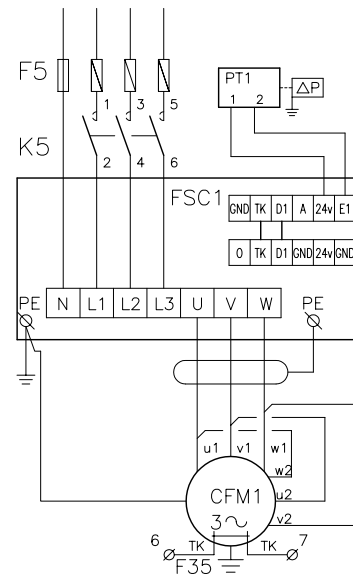 F5
PT1
1 2
ΔP
1 3 5
K5
2 4 6
FSC1
GND TK D1 A 24v E1
0 TK D1 GND 24v GND
PE
N L1 L2 L3 U V W
PE
u1 v1 w1
w2
CFM1
u2
3~
v2
6 TK TK 7
F35